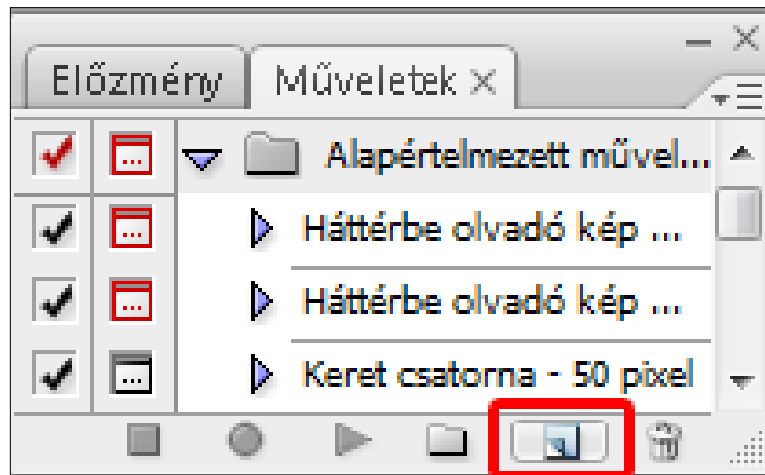 Előzmény Műveletek
Alapértelmezett művel...
Háttérbe olvadó kép ...
Háttérbe olvadó kép ...
Keret csatorna - 50 pixel